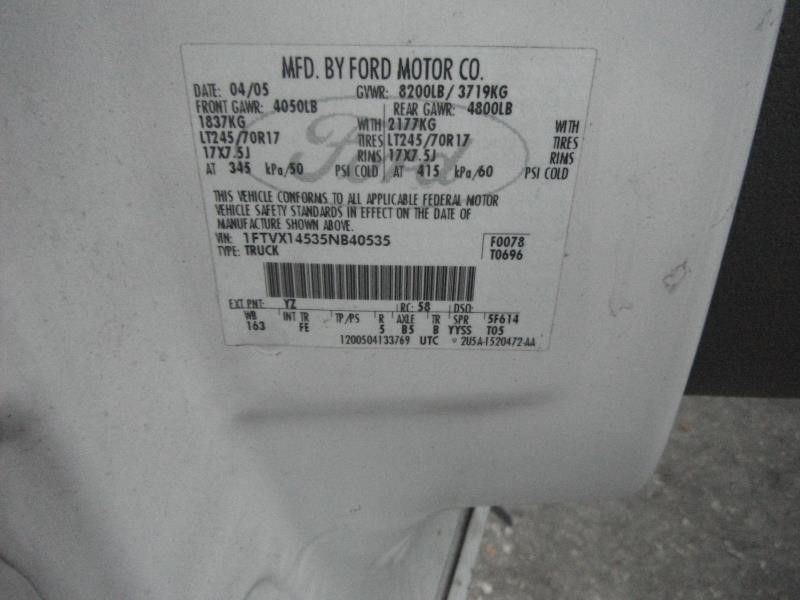 MFD. BY FORD MOTOR CO.
DATE: 04/05 GVWR: 8200LB/3719KG
FRONT GAWR: 4050LB REAR GAWR: 4800LB
1837KG WITH 2177KG WITH
LT245/70R17 TIRES LT245/70R17 TIRES
17X7.5J RIMS 17X7.5J RIMS
AT 345 kPa/50 PSI COLD AT 415 kPa/60 PSI COLD
THIS VEHICLE CONFORMS TO ALL APPLICABLE FEDERAL MOTOR
VEHICLE SAFETY STANDARDS IN EFFECT ON THE DATE OF
MANUFACTURE SHOWN ABOVE.
VIN: 1FTVX14535NB40535 F0078
TYPE: TRUCK T0696
EXT PNT: YZ RC: 58 DSO:
WB INT TR TP/PS R AXLE TR SPR 5F614
163 FE 5 B5 B YYSS T05
1200504133769 UTC 2U5A-1520472-AA
Ford